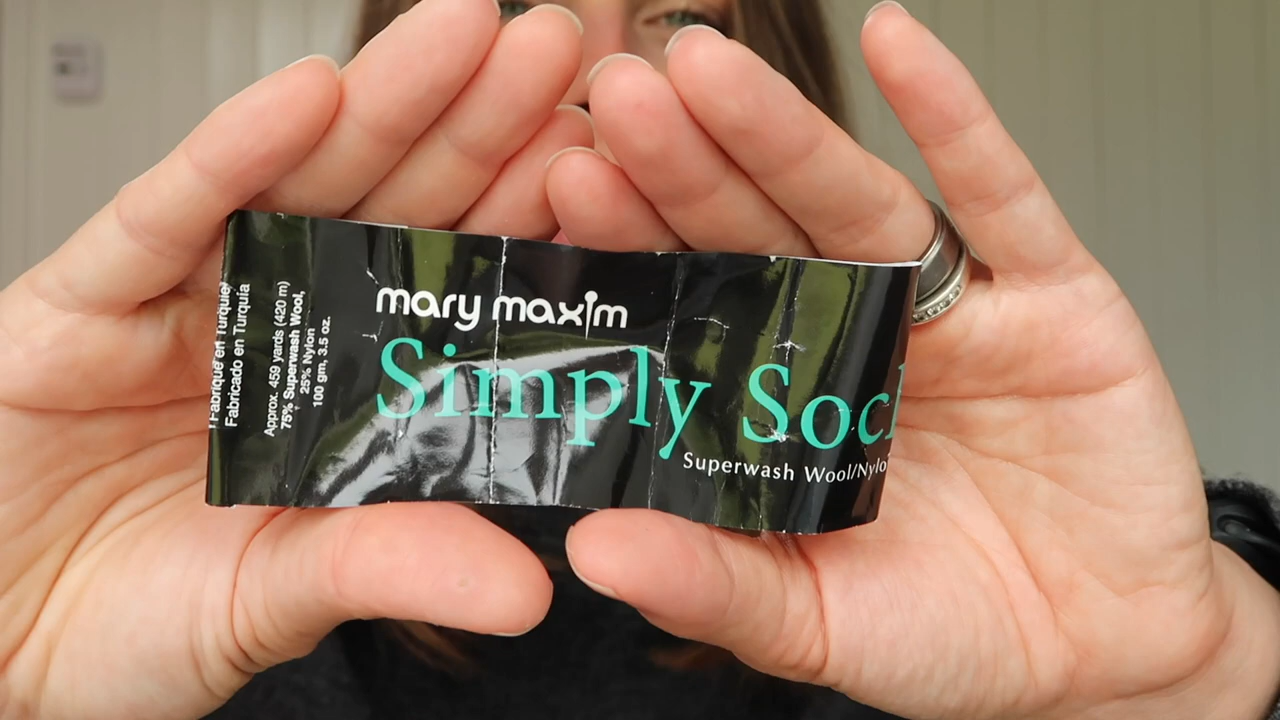 mary maxim
Simply Sock
Superwash Wool/Nylon
Fabriqué en Turquie
Fabricado en Turquia
Approx. 459 yards (420 m)
75% Superwash Wool,
25% Nylon
100 gm, 3.5 oz.